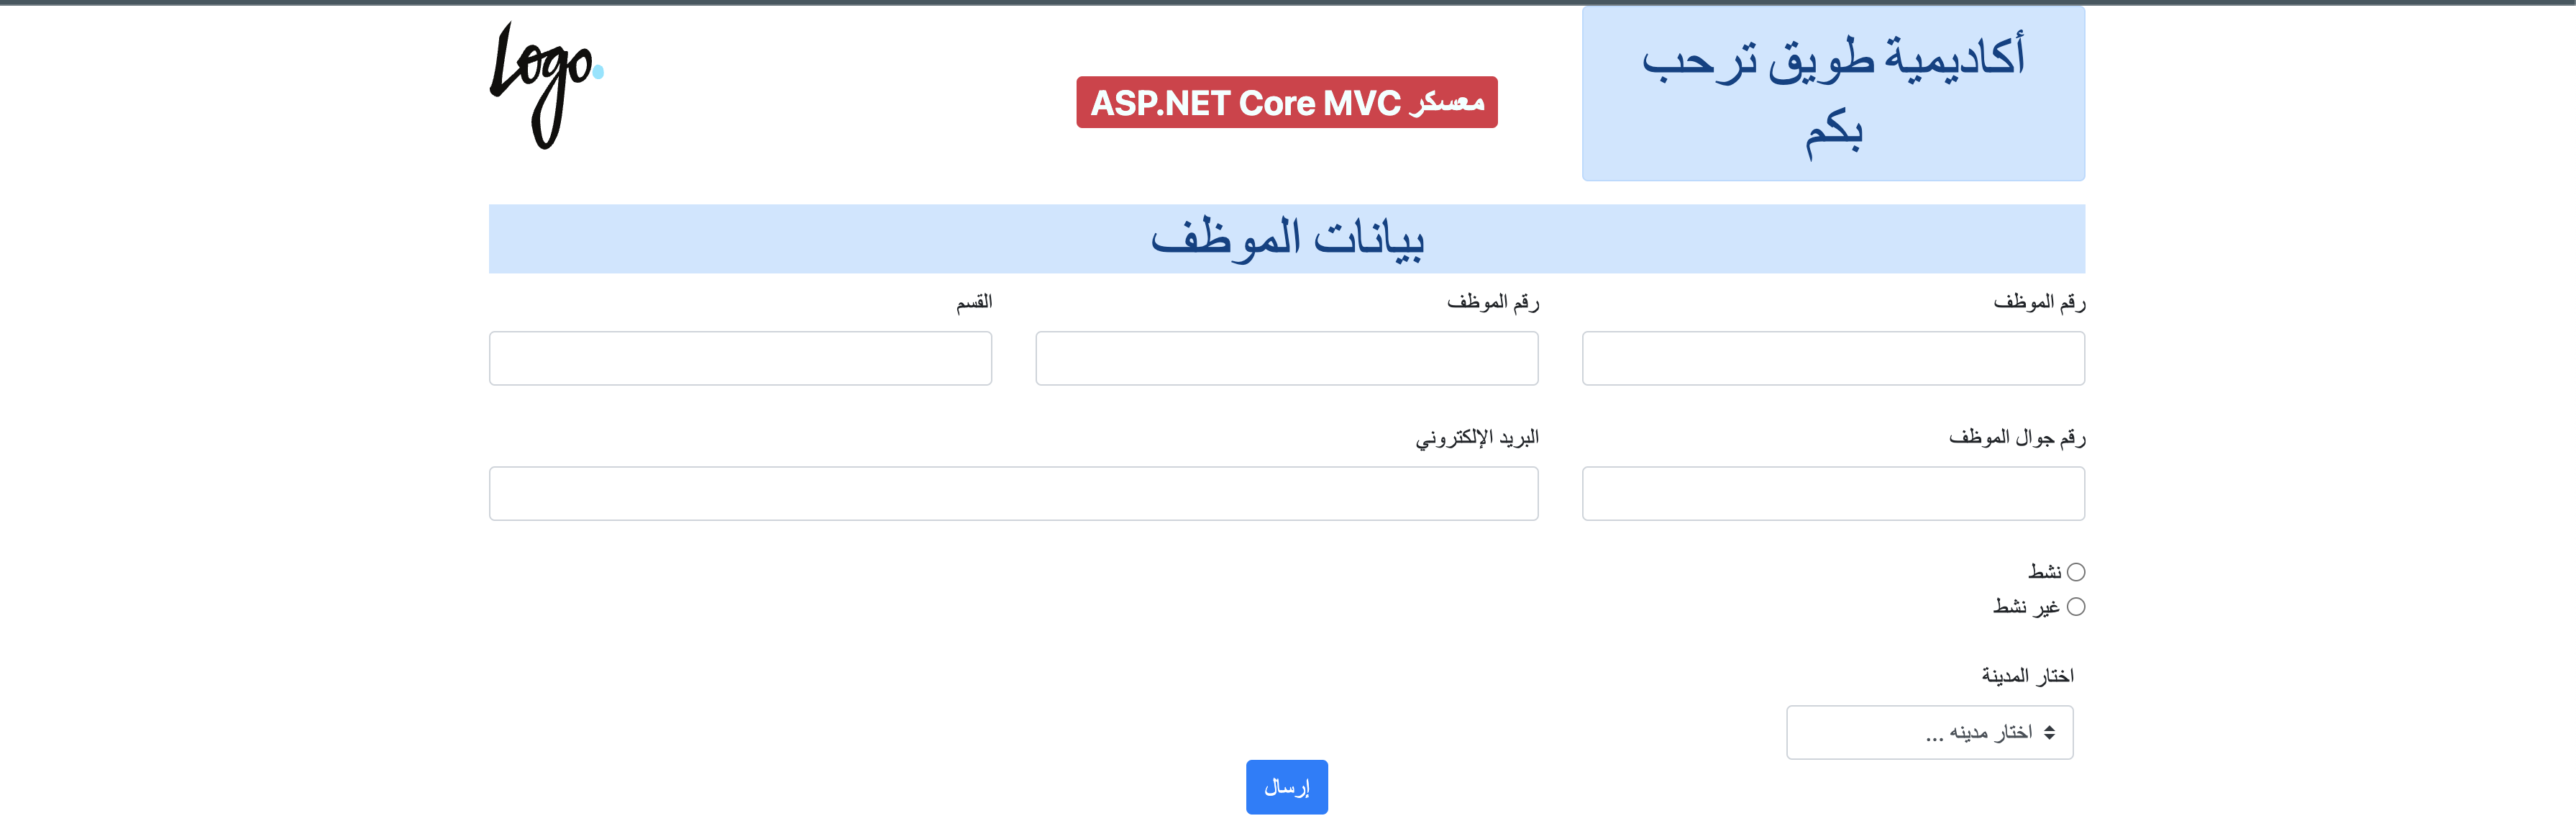 أكاديمية طويق ترحب
بكم
معسكر ASP.NET Core MVC
Logo.
بيانات الموظف
رقم الموظف
رقم الموظف
القسم
رقم جوال الموظف
البريد الإلكتروني
نشط
غير نشط
اختار المدينة
اختار مدينه ...
إرسال